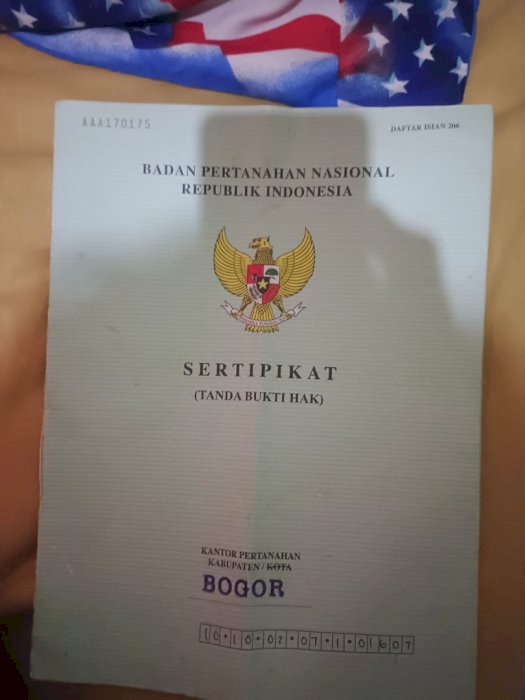 AAA170175
DAFTAR ISIAN 206
BADAN PERTANAHAN NASIONAL
REPUBLIK INDONESIA
SERTIPIKAT
(TANDA BUKTI HAK)
KANTOR PERTANAHAN
KABUPATEN / KOTA
BOGOR
10•10•02•07•1•01607